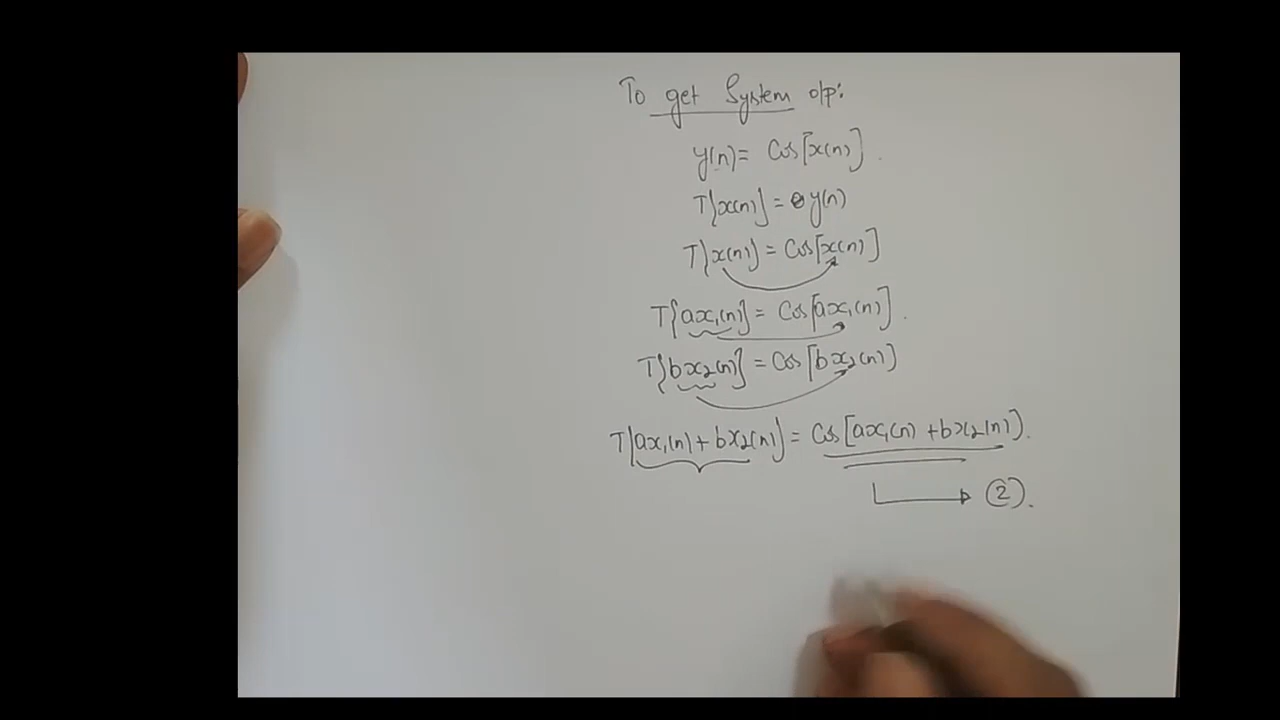 To get System o/p:
y(n) = Cos[x(n)]
T{x(n)} = y(n)
T{x(n)} = Cos[x(n)]
T{ax₁(n)} = Cos[ax₁(n)].
T{bx₂(n)} = Cos[bx₂(n)]
T{ax₁(n) + bx₂(n)} = Cos[ax₁(n) + bx₂(n)].
②.